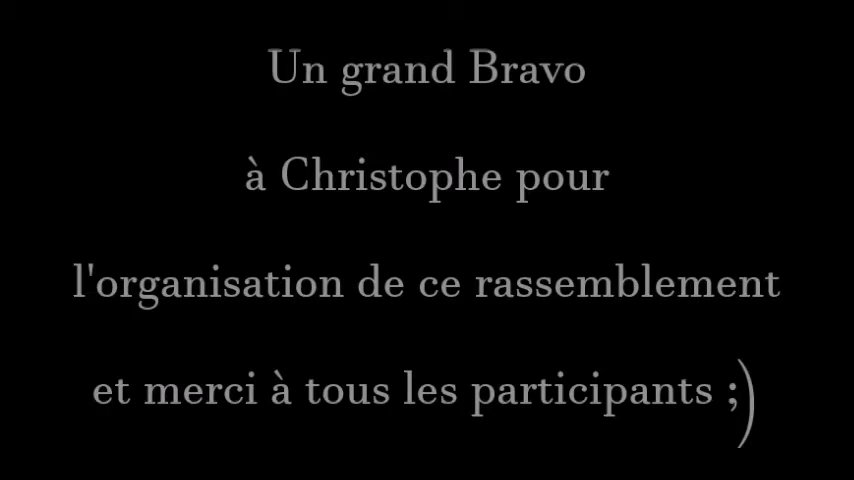 Un grand Bravo
à Christophe pour
l'organisation de ce rassemblement
et merci à tous les participants ;)